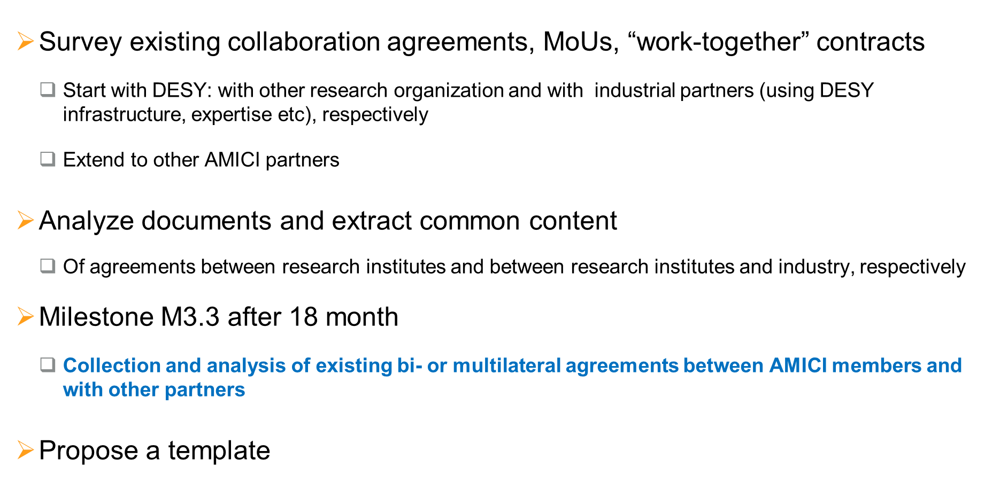 Survey existing collaboration agreements, MoUs, “work-together” contracts
Start with DESY: with other research organization and with  industrial partners (using DESY
infrastructure, expertise etc), respectively
Extend to other AMICI partners
Analyze documents and extract common content
Of agreements between research institutes and between research institutes and industry, respectively
Milestone M3.3 after 18 month
Collection and analysis of existing bi- or multilateral agreements between AMICI members and
with other partners
Propose a template